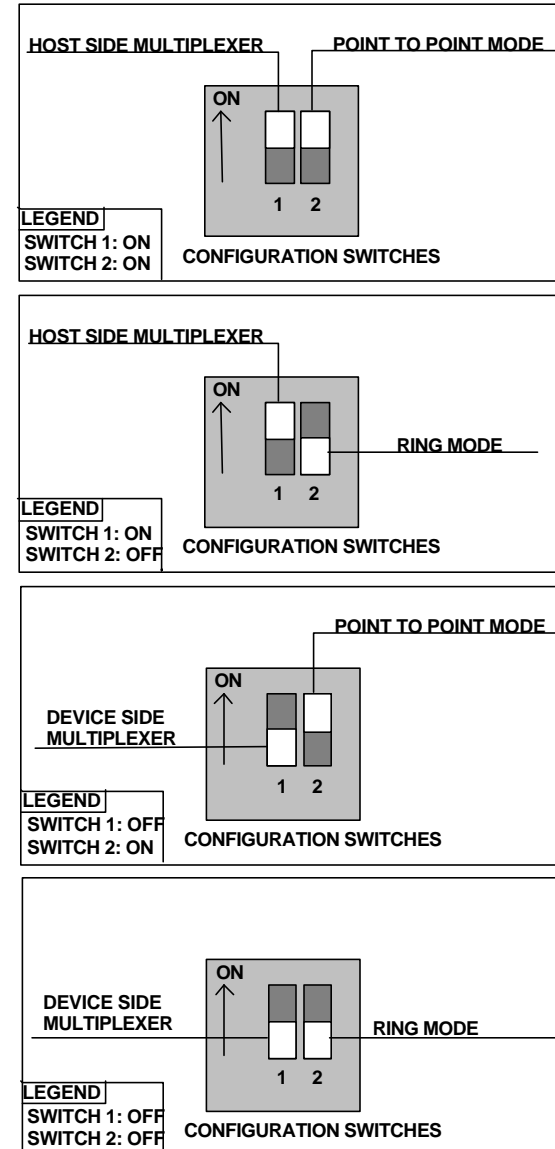 HOST SIDE MULTIPLEXER
POINT TO POINT MODE
ON
1 2
LEGEND
SWITCH 1: ON
SWITCH 2: ON
CONFIGURATION SWITCHES
HOST SIDE MULTIPLEXER
ON
RING MODE
1 2
LEGEND
SWITCH 1: ON
SWITCH 2: OFF
CONFIGURATION SWITCHES
POINT TO POINT MODE
ON
DEVICE SIDE
MULTIPLEXER
1 2
LEGEND
SWITCH 1: OFF
SWITCH 2: ON
CONFIGURATION SWITCHES
ON
DEVICE SIDE
MULTIPLEXER
RING MODE
1 2
LEGEND
SWITCH 1: OFF
SWITCH 2: OFF
CONFIGURATION SWITCHES